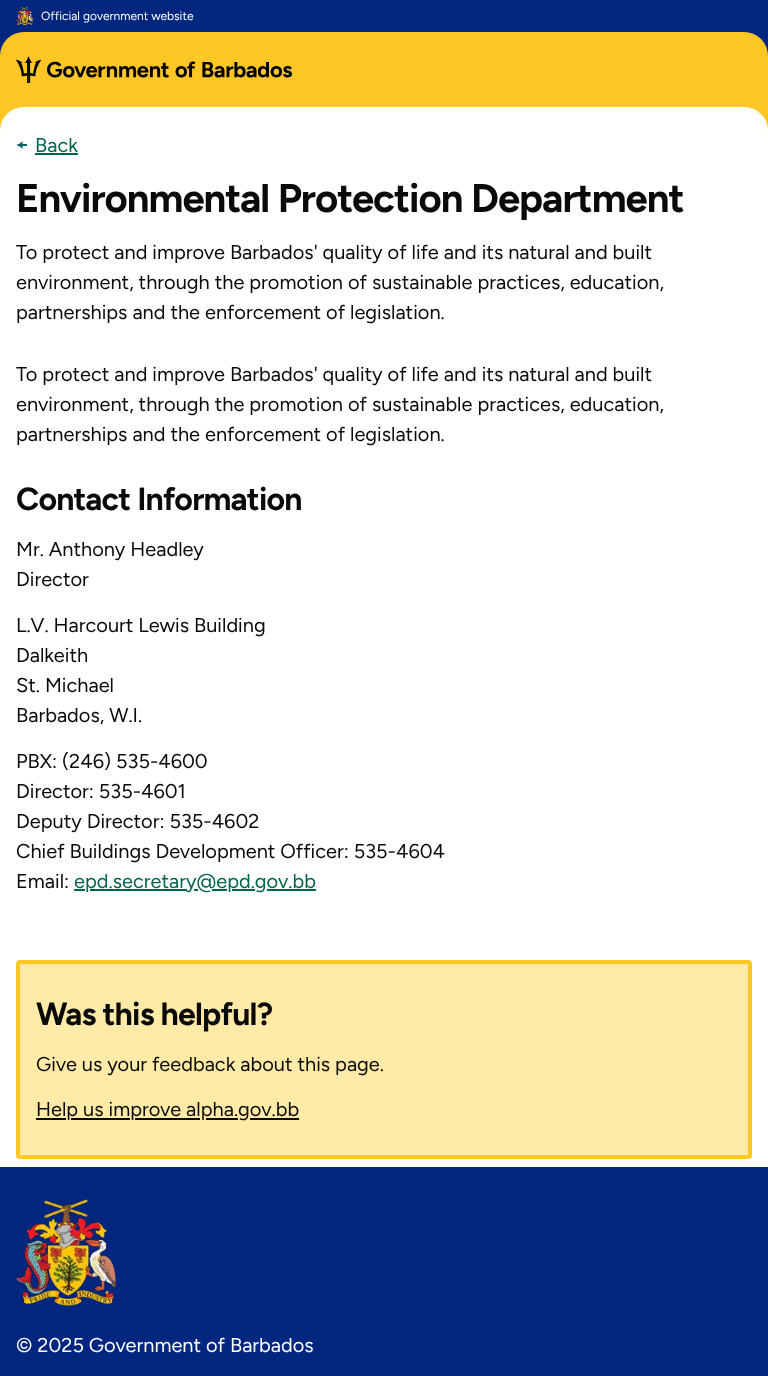 Official government website
Government of Barbados
Back
Environmental Protection Department
To protect and improve Barbados' quality of life and its natural and built
environment, through the promotion of sustainable practices, education,
partnerships and the enforcement of legislation.
To protect and improve Barbados' quality of life and its natural and built
environment, through the promotion of sustainable practices, education,
partnerships and the enforcement of legislation.
Contact Information
Mr. Anthony Headley
Director
L.V. Harcourt Lewis Building
Dalkeith
St. Michael
Barbados, W.I.
PBX: (246) 535-4600
Director: 535-4601
Deputy Director: 535-4602
Chief Buildings Development Officer: 535-4604
Email: epd.secretary@epd.gov.bb
Was this helpful?
Give us your feedback about this page.
Help us improve alpha.gov.bb
PRIDE AND INDUSTRY
© 2025 Government of Barbados